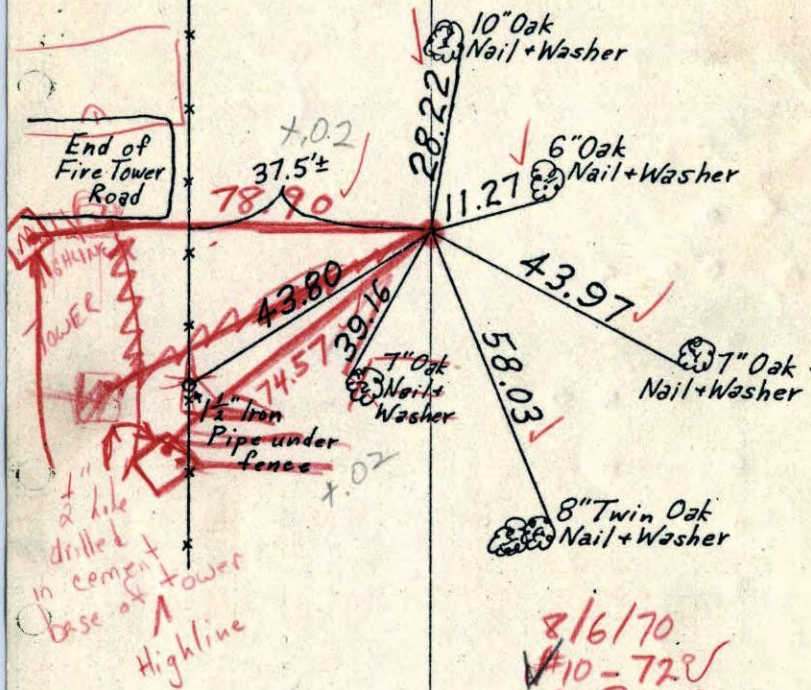 10" Oak
Nail + Washer
28.22
6" Oak
Nail + Washer
11.27
End of
Fire Tower
Road
+.02
37.5'±
78.90
HIGHLINE
TOWER
43.80
39.16
74.57
43.97
58.03
7" Oak
Nail + Washer
7" Oak
Nail +
Washer
1½" Iron
Pipe under
fence
+.02
8" Twin Oak
Nail + Washer
½" hole
drilled
in cement
base of tower
Highline
8/6/70
#10 - 72